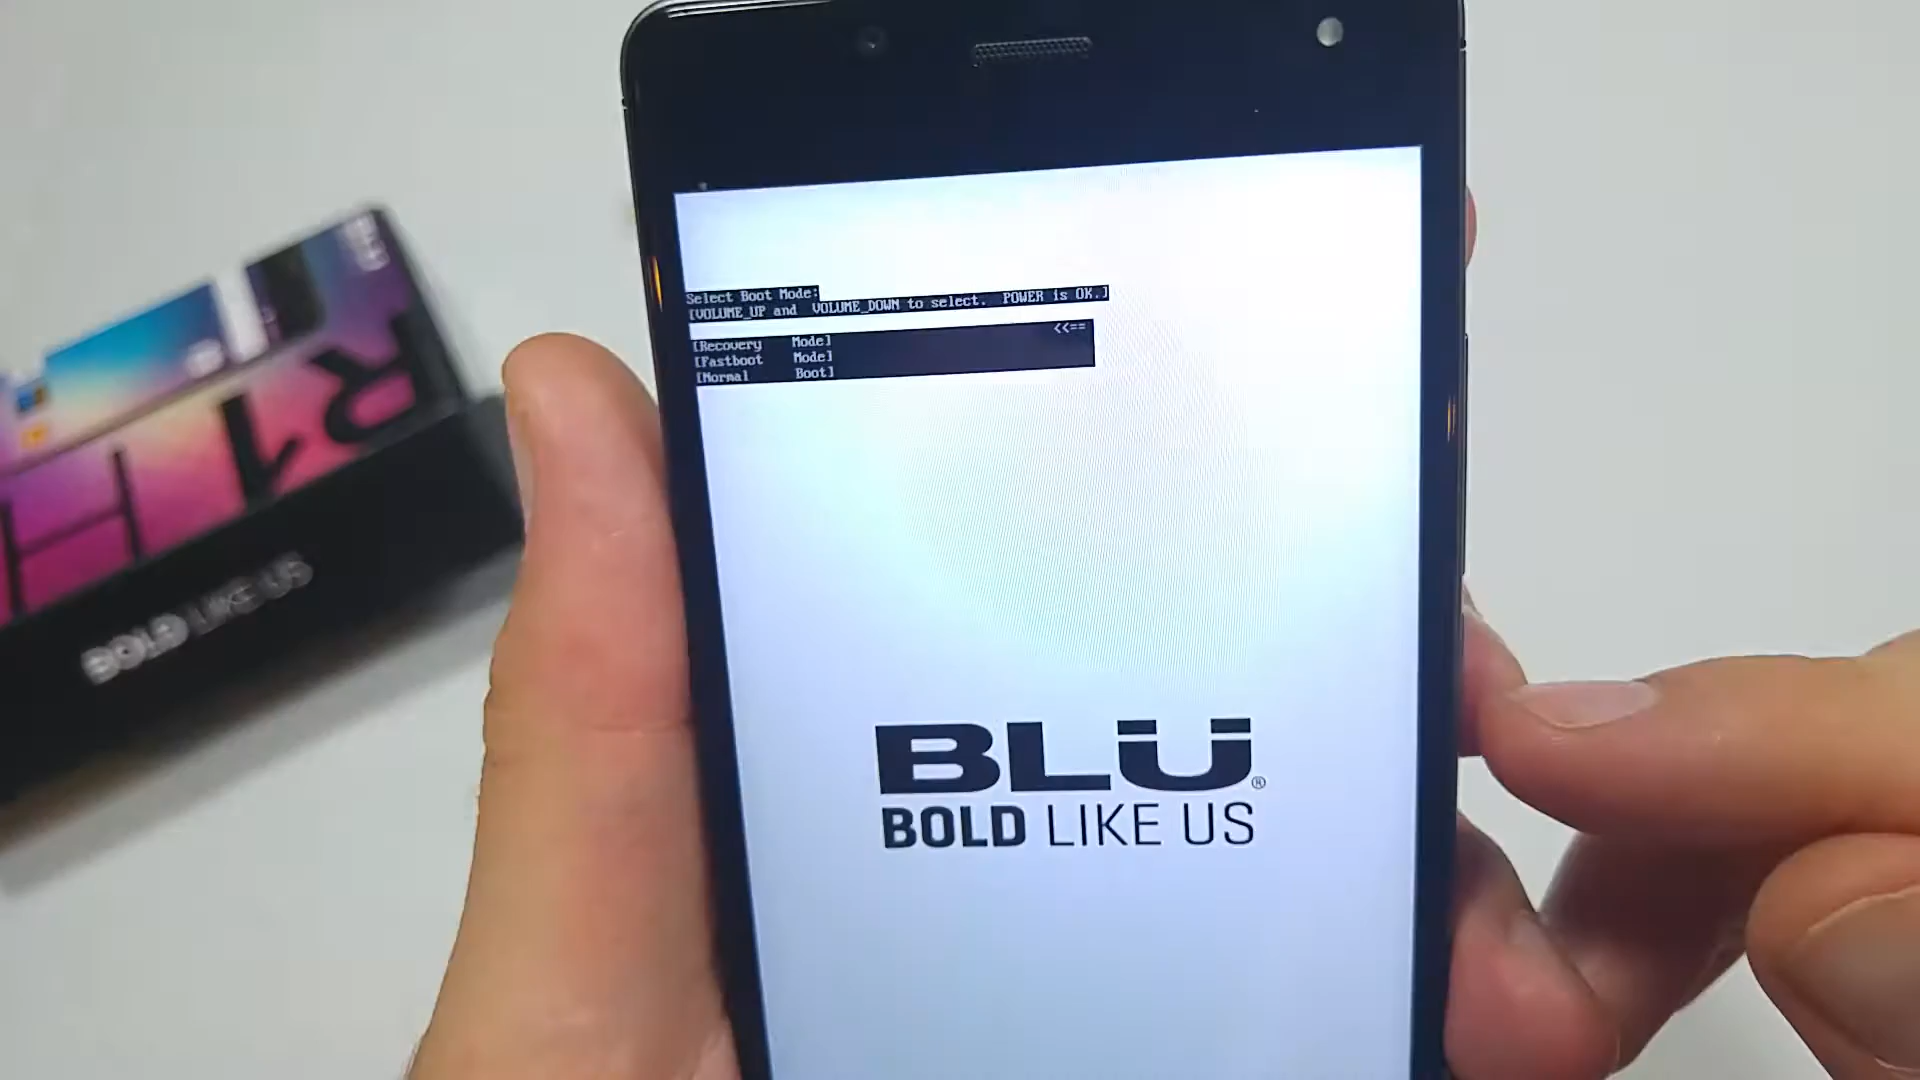 Select Boot Mode:
[VOLUME_UP and VOLUME_DOWN to select. POWER is OK.]
[Recovery Mode] <<==
[Fastboot Mode]
[Normal Boot]
BLU®
BOLD LIKE US
R1 H
BOLD LIKE US